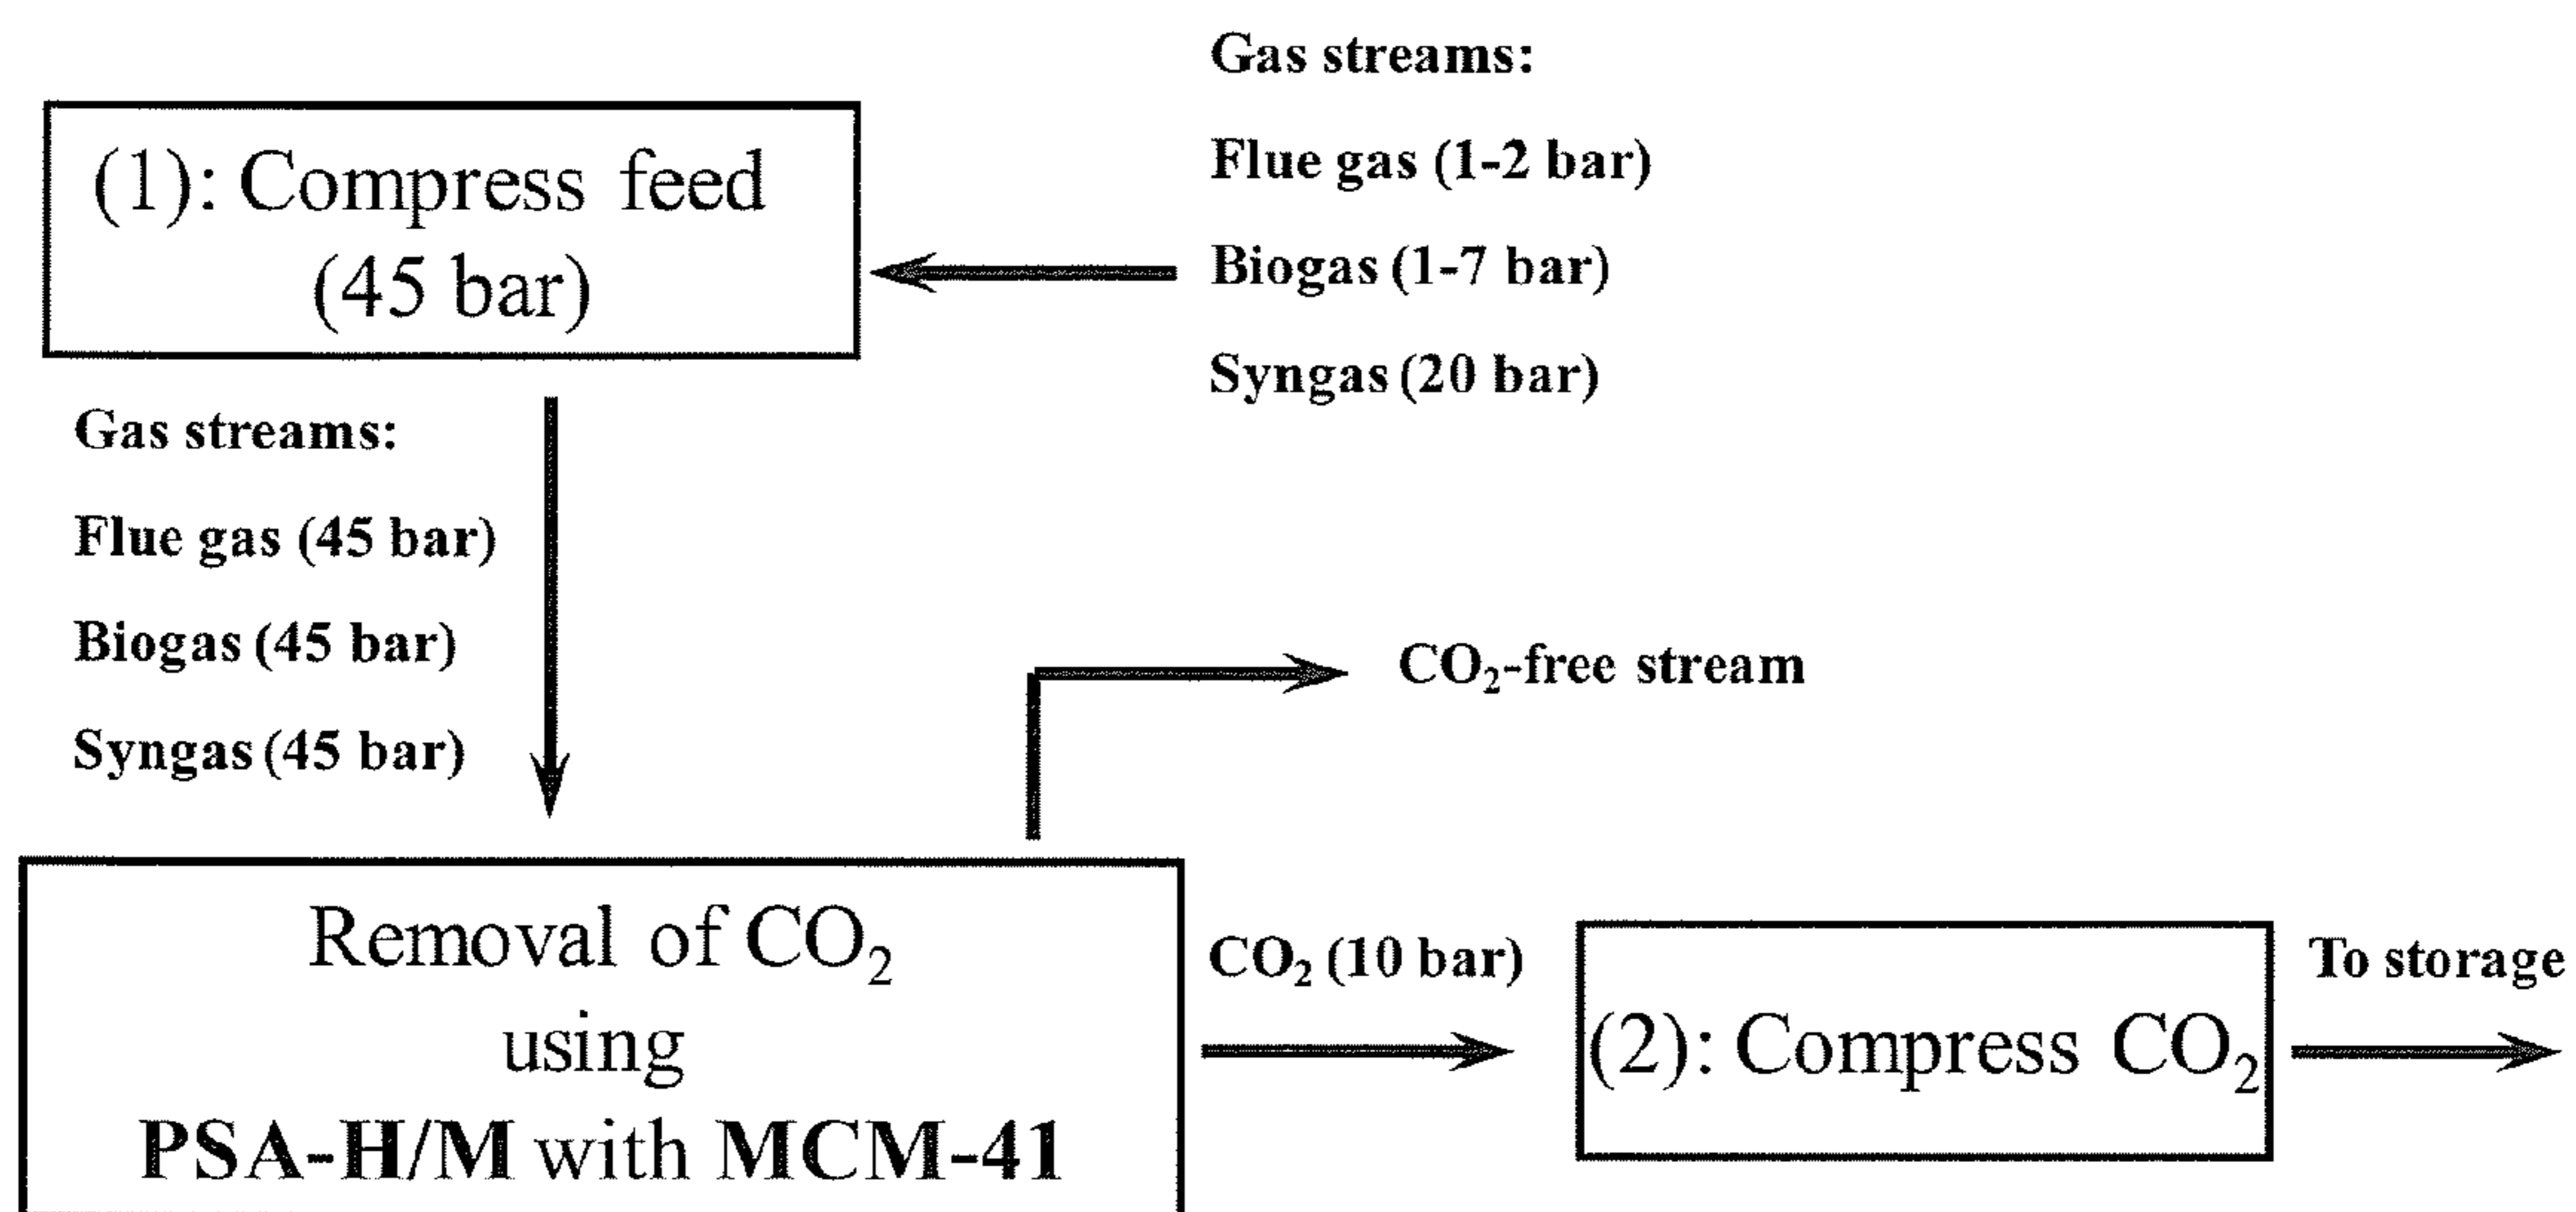 Gas streams:
Flue gas (1-2 bar)
Biogas (1-7 bar)
Syngas (20 bar)
(1): Compress feed
(45 bar)
Gas streams:
Flue gas (45 bar)
Biogas (45 bar)
Syngas (45 bar)
CO₂-free stream
Removal of CO₂
using
PSA-H/M with MCM-41
CO₂ (10 bar)
(2): Compress CO₂
To storage